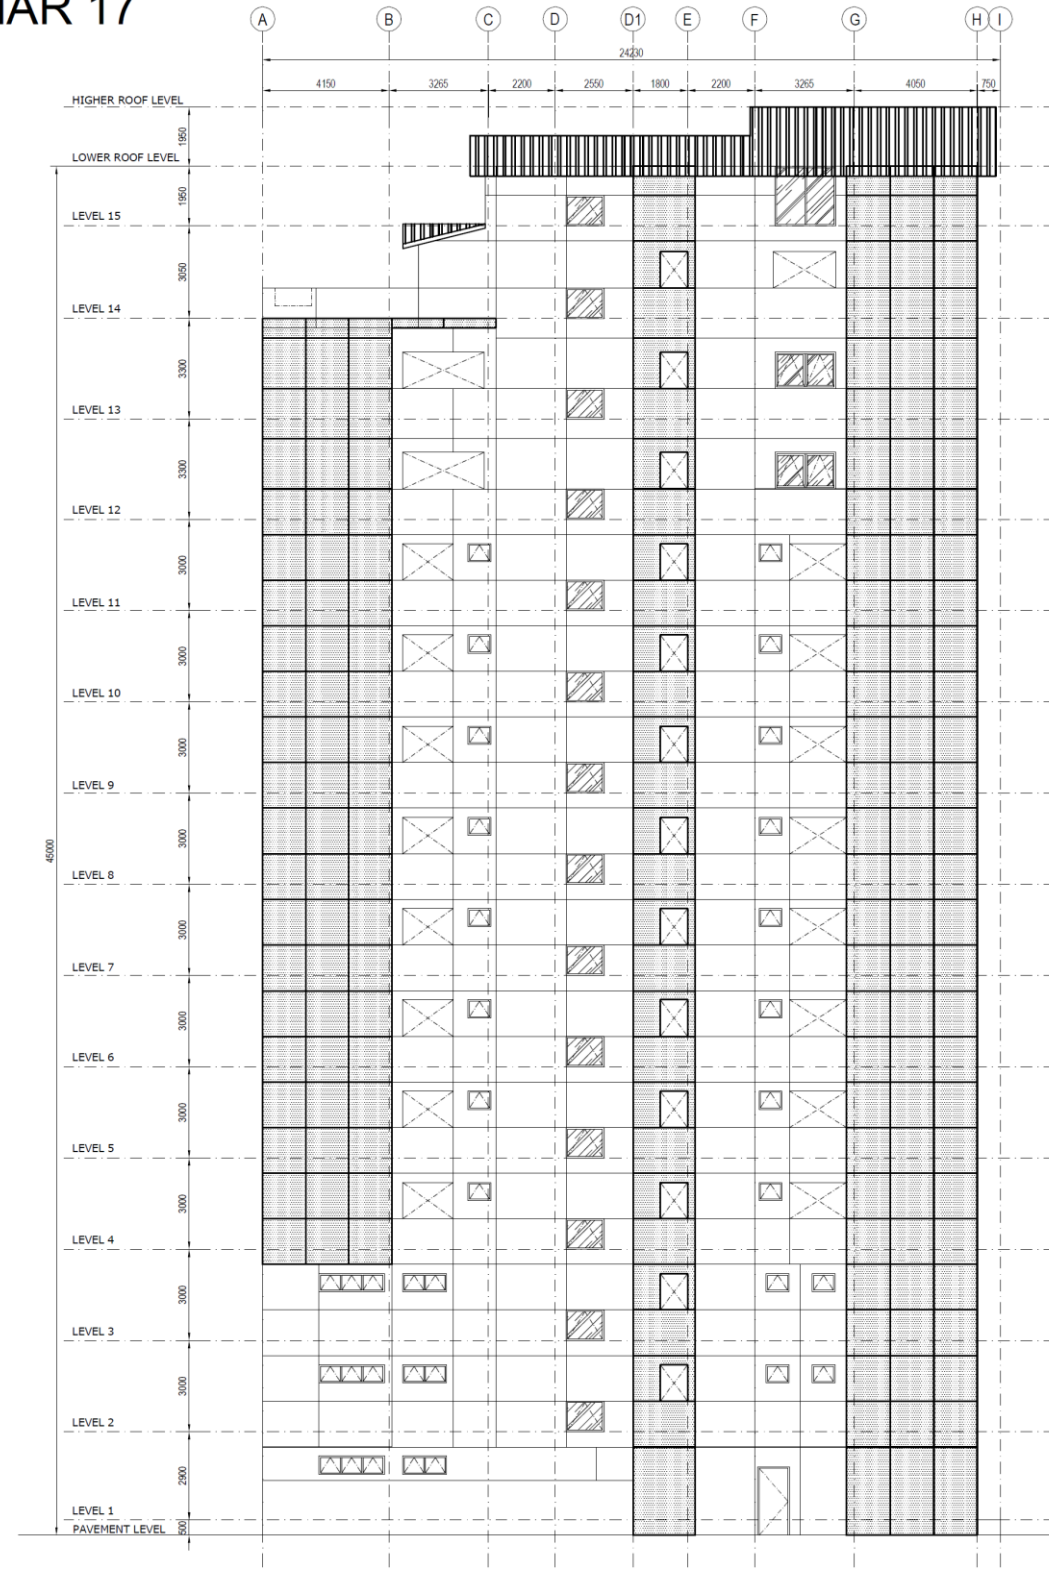 MAR 17
A B C D D1 E F G H I
24230
4150 3265 2200 2550 1800 2200 3265 4050 750
HIGHER ROOF LEVEL
1950
LOWER ROOF LEVEL
1950
LEVEL 15
3050
LEVEL 14
3300
LEVEL 13
3300
LEVEL 12
3000
LEVEL 11
3000
LEVEL 10
3000
LEVEL 9
45000
3000
LEVEL 8
3000
LEVEL 7
3000
LEVEL 6
3000
LEVEL 5
3000
LEVEL 4
3000
LEVEL 3
3000
LEVEL 2
2900
LEVEL 1
500
PAVEMENT LEVEL